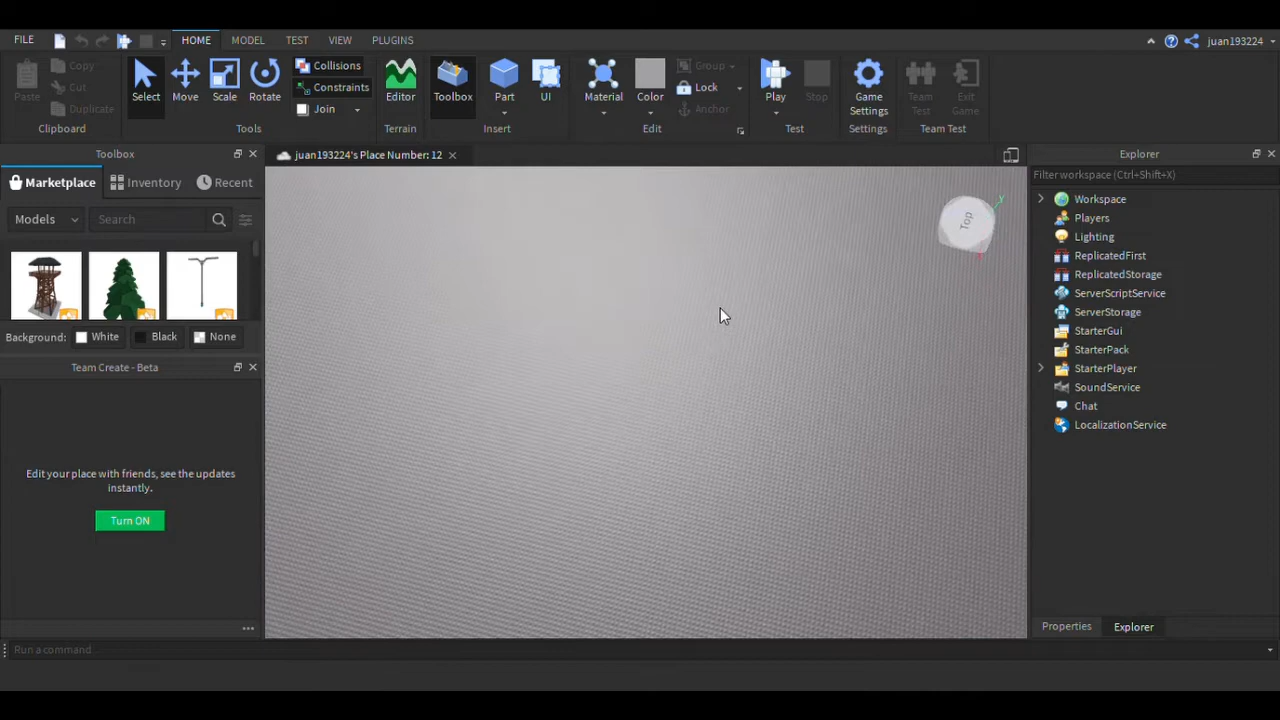 FILE HOME MODEL TEST VIEW PLUGINS juan193224
Paste Copy Cut Duplicate
Clipboard
Select Move Scale Rotate Collisions Constraints Join
Tools
Editor
Terrain
Toolbox Part UI
Insert
Material Color Group Lock Anchor
Edit
Play Stop
Test
Game Settings
Settings
Team Test Exit Game
Team Test
Toolbox
Marketplace Inventory Recent
Models Search
Background: White Black None
Team Create - Beta
Edit your place with friends, see the updates
instantly.
Turn ON
juan193224's Place Number: 12
Top
Y
Explorer
Filter workspace (Ctrl+Shift+X)
Workspace
Players
Lighting
ReplicatedFirst
ReplicatedStorage
ServerScriptService
ServerStorage
StarterGui
StarterPack
StarterPlayer
SoundService
Chat
LocalizationService
Properties Explorer
Run a command